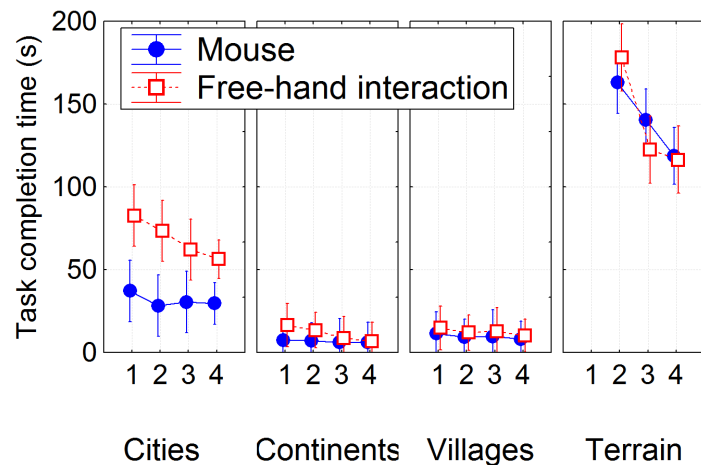 Task completion time (s)
200
150
100
50
0
Mouse
Free-hand interaction
1 2 3 4
1 2 3 4
1 2 3 4
1 2 3 4
Cities
Continents
Villages
Terrain